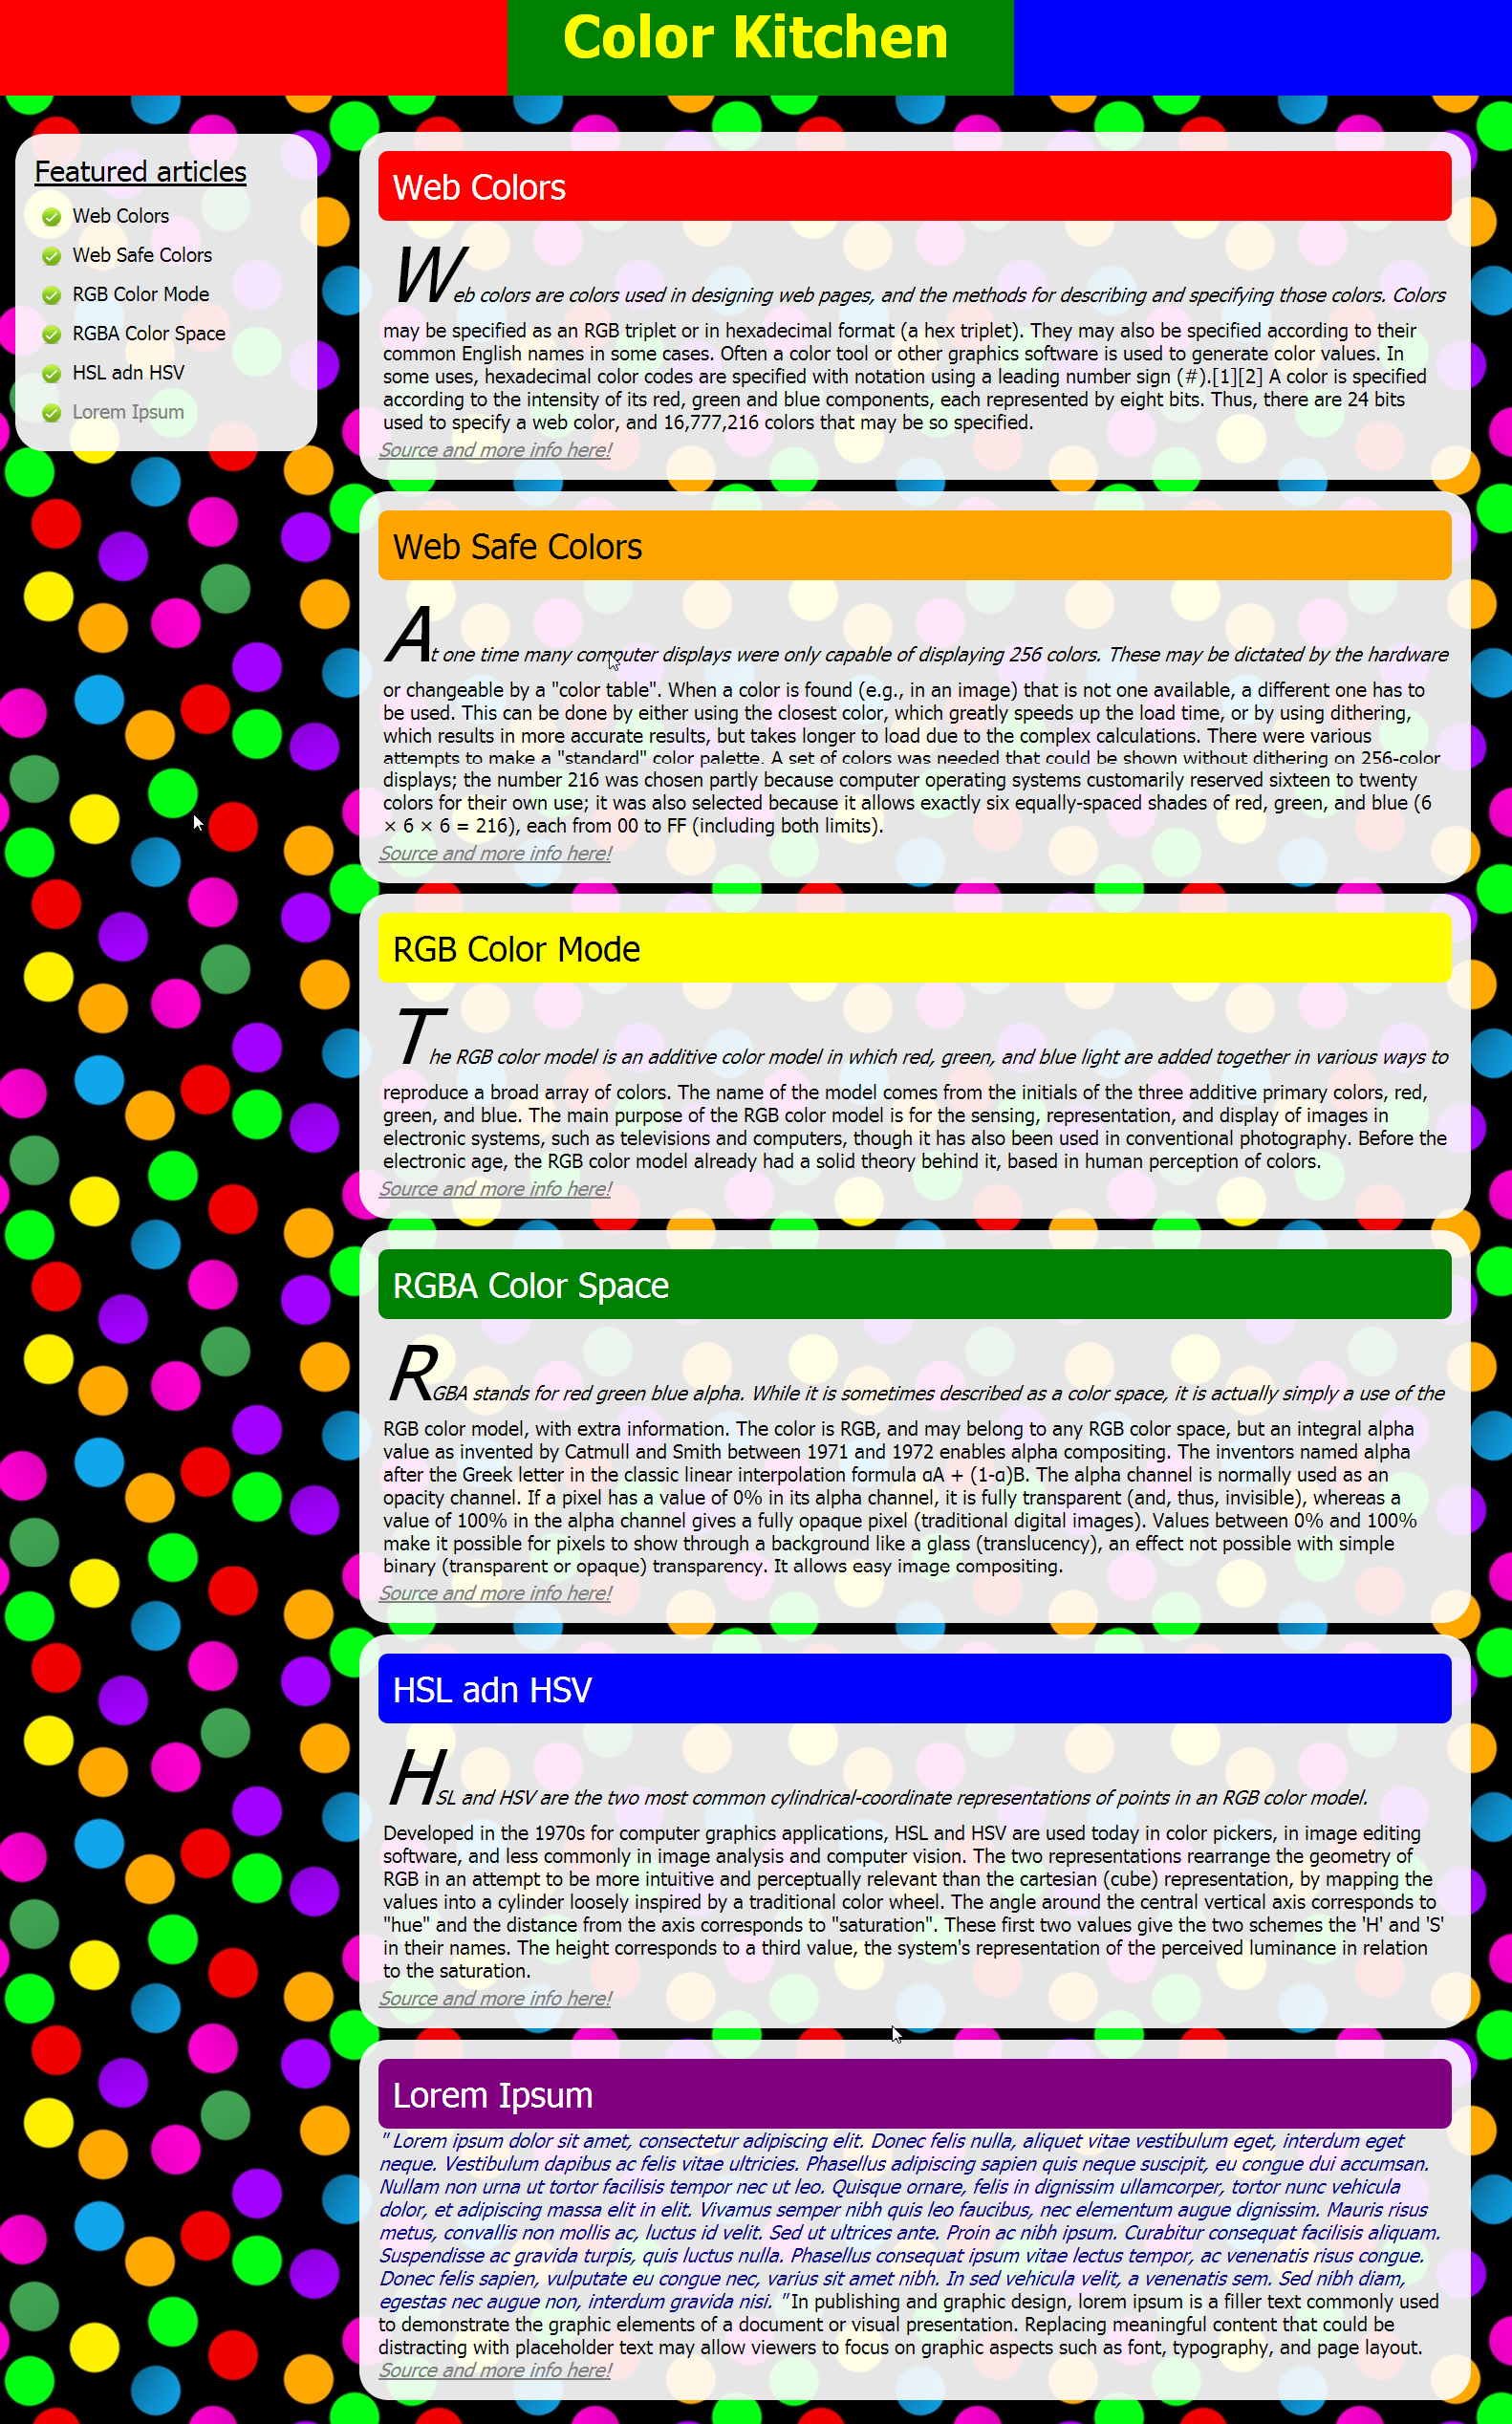 Color Kitchen
Featured articles
Web Colors
Web Safe Colors
RGB Color Mode
RGBA Color Space
HSL adn HSV
Lorem Ipsum
Web Colors
Web colors are colors used in designing web pages, and the methods for describing and specifying those colors. Colors
may be specified as an RGB triplet or in hexadecimal format (a hex triplet). They may also be specified according to their
common English names in some cases. Often a color tool or other graphics software is used to generate color values. In
some uses, hexadecimal color codes are specified with notation using a leading number sign (#).[1][2] A color is specified
according to the intensity of its red, green and blue components, each represented by eight bits. Thus, there are 24 bits
used to specify a web color, and 16,777,216 colors that may be so specified.
Source and more info here!
Web Safe Colors
At one time many computer displays were only capable of displaying 256 colors. These may be dictated by the hardware
or changeable by a "color table". When a color is found (e.g., in an image) that is not one available, a different one has to
be used. This can be done by either using the closest color, which greatly speeds up the load time, or by using dithering,
which results in more accurate results, but takes longer to load due to the complex calculations. There were various
attempts to make a "standard" color palette. A set of colors was needed that could be shown without dithering on 256-color
displays; the number 216 was chosen partly because computer operating systems customarily reserved sixteen to twenty
colors for their own use; it was also selected because it allows exactly six equally-spaced shades of red, green, and blue (6
× 6 × 6 = 216), each from 00 to FF (including both limits).
Source and more info here!
RGB Color Mode
The RGB color model is an additive color model in which red, green, and blue light are added together in various ways to
reproduce a broad array of colors. The name of the model comes from the initials of the three additive primary colors, red,
green, and blue. The main purpose of the RGB color model is for the sensing, representation, and display of images in
electronic systems, such as televisions and computers, though it has also been used in conventional photography. Before the
electronic age, the RGB color model already had a solid theory behind it, based in human perception of colors.
Source and more info here!
RGBA Color Space
RGBA stands for red green blue alpha. While it is sometimes described as a color space, it is actually simply a use of the
RGB color model, with extra information. The color is RGB, and may belong to any RGB color space, but an integral alpha
value as invented by Catmull and Smith between 1971 and 1972 enables alpha compositing. The inventors named alpha
after the Greek letter in the classic linear interpolation formula αA + (1-α)B. The alpha channel is normally used as an
opacity channel. If a pixel has a value of 0% in its alpha channel, it is fully transparent (and, thus, invisible), whereas a
value of 100% in the alpha channel gives a fully opaque pixel (traditional digital images). Values between 0% and 100%
make it possible for pixels to show through a background like a glass (translucency), an effect not possible with simple
binary (transparent or opaque) transparency. It allows easy image compositing.
Source and more info here!
HSL adn HSV
HSL and HSV are the two most common cylindrical-coordinate representations of points in an RGB color model.
Developed in the 1970s for computer graphics applications, HSL and HSV are used today in color pickers, in image editing
software, and less commonly in image analysis and computer vision. The two representations rearrange the geometry of
RGB in an attempt to be more intuitive and perceptually relevant than the cartesian (cube) representation, by mapping the
values into a cylinder loosely inspired by a traditional color wheel. The angle around the central vertical axis corresponds to
"hue" and the distance from the axis corresponds to "saturation". These first two values give the two schemes the 'H' and 'S'
in their names. The height corresponds to a third value, the system's representation of the perceived luminance in relation
to the saturation.
Source and more info here!
Lorem Ipsum
" Lorem ipsum dolor sit amet, consectetur adipiscing elit. Donec felis nulla, aliquet vitae vestibulum eget, interdum eget
neque. Vestibulum dapibus ac felis vitae ultricies. Phasellus adipiscing sapien quis neque suscipit, eu congue dui accumsan.
Nullam non urna ut tortor facilisis tempor nec ut leo. Quisque ornare, felis in dignissim ullamcorper, tortor nunc vehicula
dolor, et adipiscing massa elit in elit. Vivamus semper nibh quis leo faucibus, nec elementum augue dignissim. Mauris risus
metus, convallis non mollis ac, luctus id velit. Sed ut ultrices ante. Proin ac nibh ipsum. Curabitur consequat facilisis aliquam.
Suspendisse ac gravida turpis, quis luctus nulla. Phasellus consequat ipsum vitae lectus tempor, ac venenatis risus congue.
Donec felis sapien, vulputate eu congue nec, varius sit amet nibh. In sed vehicula velit, a venenatis sem. Sed nibh diam,
egestas nec augue non, interdum gravida nisi. " In publishing and graphic design, lorem ipsum is a filler text commonly used
to demonstrate the graphic elements of a document or visual presentation. Replacing meaningful content that could be
distracting with placeholder text may allow viewers to focus on graphic aspects such as font, typography, and page layout.
Source and more info here!